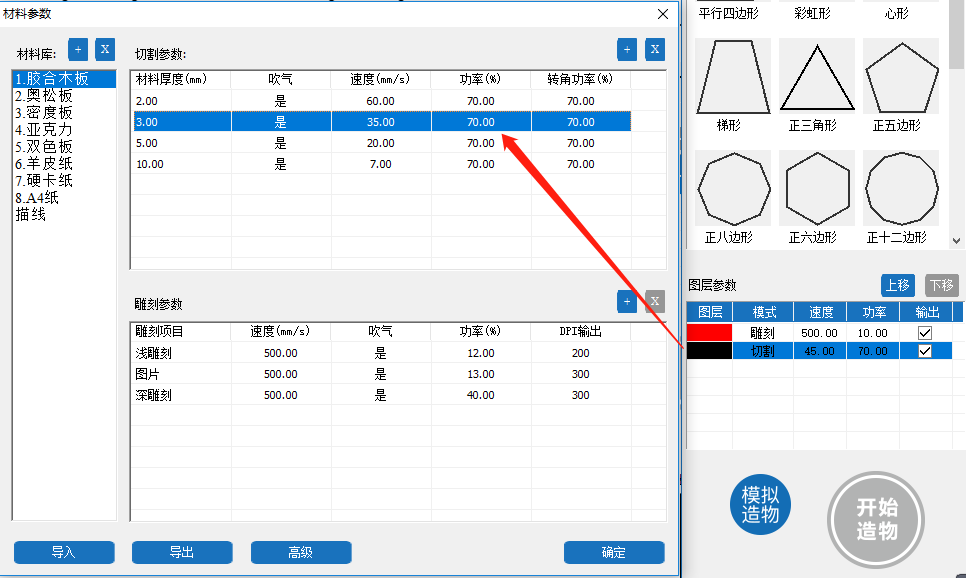 材料参数
材料库: + X
1.胶合木板
2.奥松板
3.密度板
4.亚克力
5.双色板
6.羊皮纸
7.硬卡纸
8.A4纸
描线
切割参数: + X
材料厚度(mm) 吹气 速度(mm/s) 功率(%) 转角功率(%)
2.00 是 60.00 70.00 70.00
3.00 是 35.00 70.00 70.00
5.00 是 20.00 70.00 70.00
10.00 是 7.00 70.00 70.00
雕刻参数 + X
雕刻项目 速度(mm/s) 吹气 功率(%) DPI输出
浅雕刻 500.00 是 12.00 200
图片 500.00 是 13.00 300
深雕刻 500.00 是 40.00 300
导入 导出 高级 确定
平行四边形 彩虹形 心形
梯形 正三角形 正五边形
正八边形 正六边形 正十二边形
图层参数 上移 下移
图层 模式 速度 功率 输出
雕刻 500.00 10.00
切割 45.00 70.00
模拟
造物
开始
造物